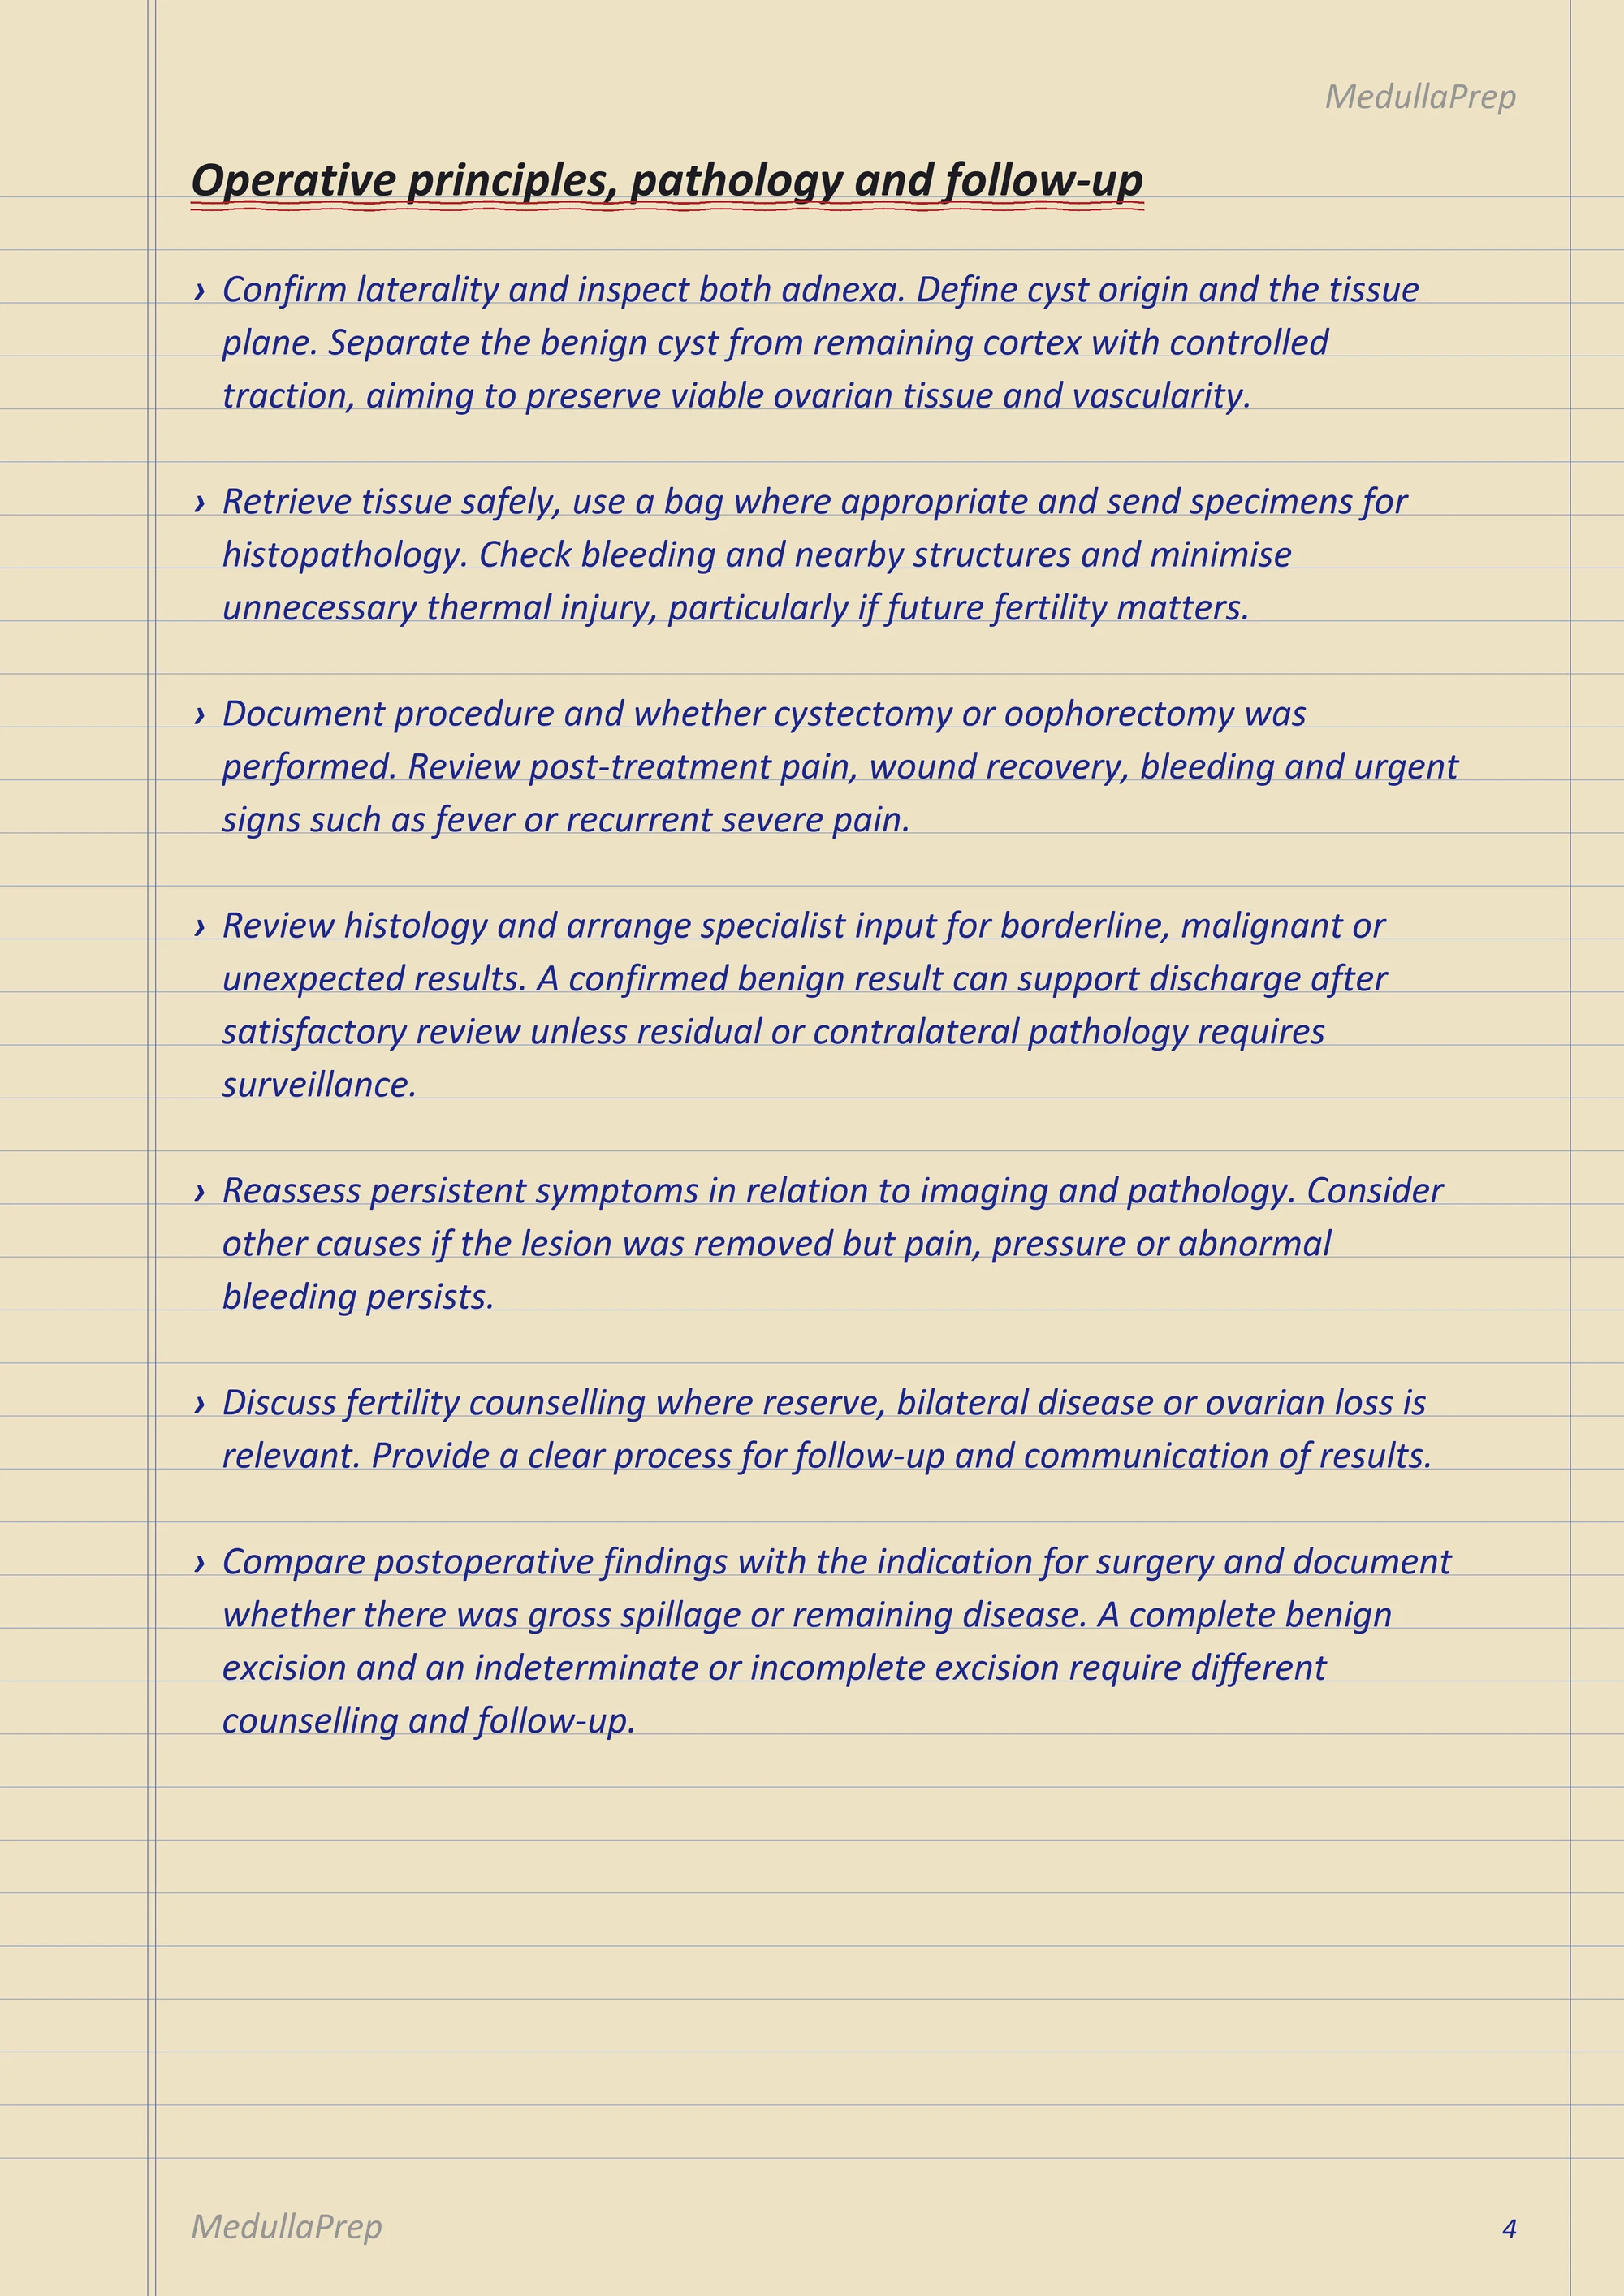 MedullaPrep
Operative principles, pathology and follow-up
› Confirm laterality and inspect both adnexa. Define cyst origin and the tissue
plane. Separate the benign cyst from remaining cortex with controlled
traction, aiming to preserve viable ovarian tissue and vascularity.
› Retrieve tissue safely, use a bag where appropriate and send specimens for
histopathology. Check bleeding and nearby structures and minimise
unnecessary thermal injury, particularly if future fertility matters.
› Document procedure and whether cystectomy or oophorectomy was
performed. Review post-treatment pain, wound recovery, bleeding and urgent
signs such as fever or recurrent severe pain.
› Review histology and arrange specialist input for borderline, malignant or
unexpected results. A confirmed benign result can support discharge after
satisfactory review unless residual or contralateral pathology requires
surveillance.
› Reassess persistent symptoms in relation to imaging and pathology. Consider
other causes if the lesion was removed but pain, pressure or abnormal
bleeding persists.
› Discuss fertility counselling where reserve, bilateral disease or ovarian loss is
relevant. Provide a clear process for follow-up and communication of results.
› Compare postoperative findings with the indication for surgery and document
whether there was gross spillage or remaining disease. A complete benign
excision and an indeterminate or incomplete excision require different
counselling and follow-up.
MedullaPrep
4